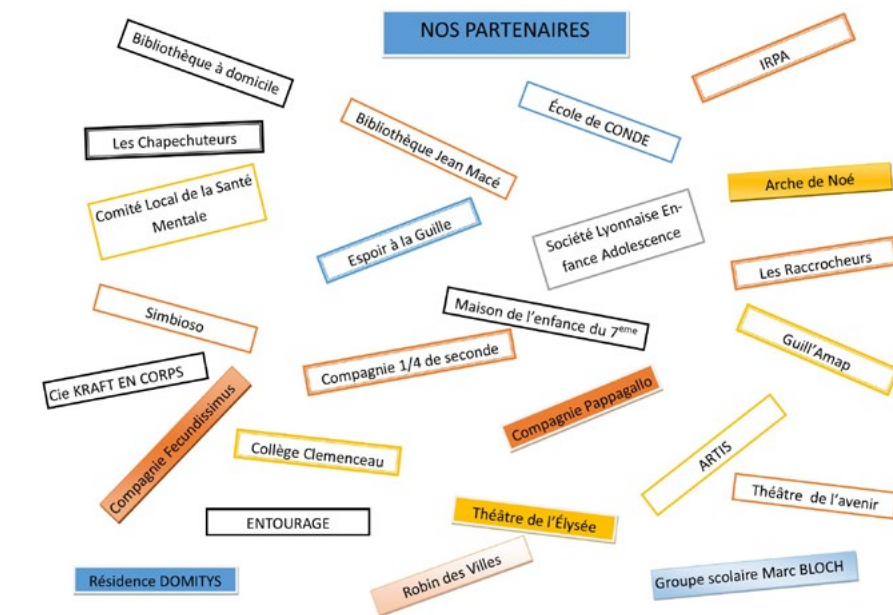 NOS PARTENAIRES
Bibliothèque à domicile
IRPA
École de CONDE
Les Chapechuteurs
Bibliothèque Jean Macé
Arche de Noé
Comité Local de la Santé
Mentale
Espoir à la Guille
Société Lyonnaise En-
fance Adolescence
Les Raccrocheurs
Simbioso
Maison de l'enfance du 7eme
Guill'Amap
Cie KRAFT EN CORPS
Compagnie 1/4 de seconde
Compagnie Fecundissimus
Compagnie Pappagallo
Collège Clemenceau
ARTIS
Théâtre de l'avenir
ENTOURAGE
Théâtre de l'Élysée
Résidence DOMITYS
Robin des Villes
Groupe scolaire Marc BLOCH